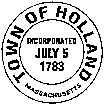 TOWN OF HOLLAND
INCORPORATED
JULY 5
1783
MASSACHUSETTS